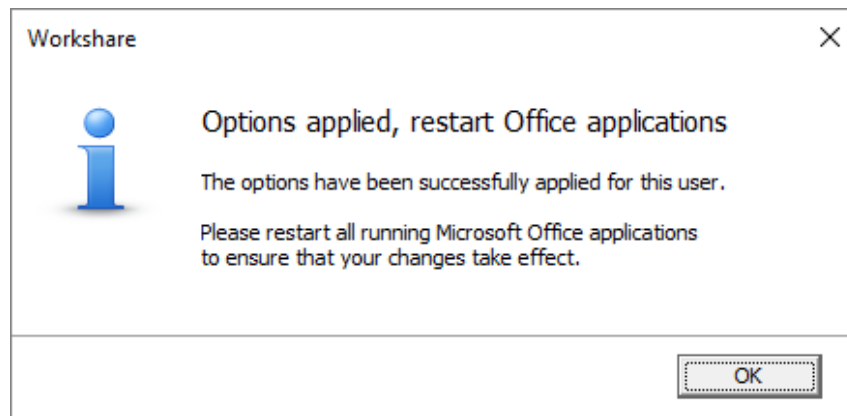 Workshare
Options applied, restart Office applications
The options have been successfully applied for this user.
Please restart all running Microsoft Office applications
to ensure that your changes take effect.
OK